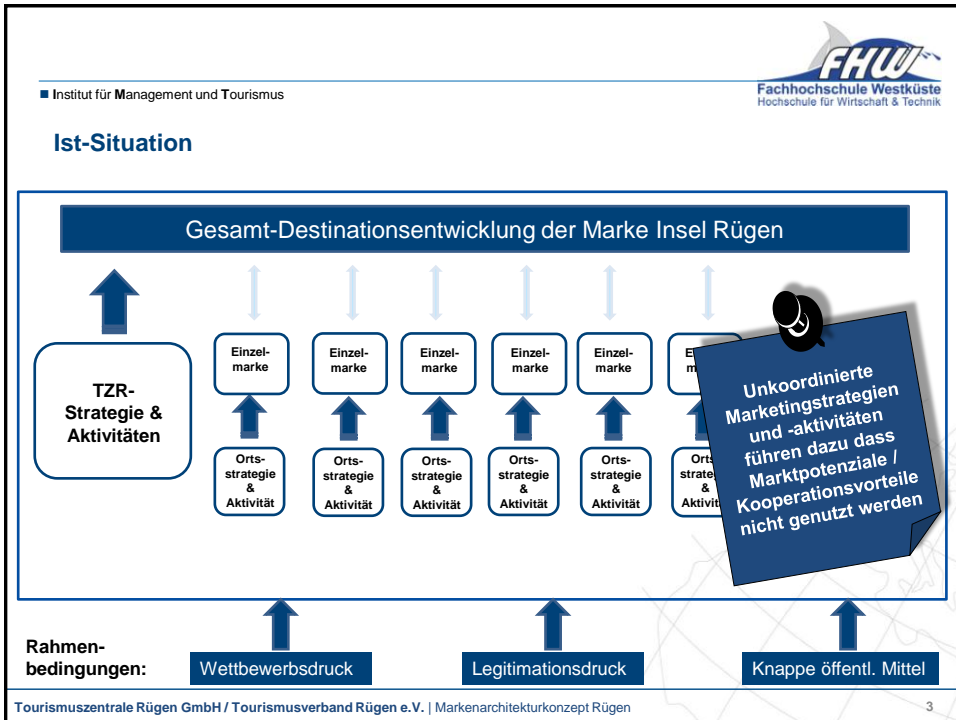 FHW
Fachhochschule Westküste
Hochschule für Wirtschaft & Technik
Institut für Management und Tourismus
Ist-Situation
Gesamt-Destinationsentwicklung der Marke Insel Rügen
TZR-
Strategie &
Aktivitäten
Einzel-
marke
Einzel-
marke
Einzel-
marke
Einzel-
marke
Einzel-
marke
Orts-
strategie
&
Aktivität
Orts-
strategie
&
Aktivität
Orts-
strategie
&
Aktivität
Orts-
strategie
&
Aktivität
Orts-
strategie
&
Aktivität
Unkoordinierte
Marketingstrategien
und -aktivitäten
führen dazu dass
Marktpotenziale /
Kooperationsvorteile
nicht genutzt werden
Rahmen-
bedingungen:
Wettbewerbsdruck
Legitimationsdruck
Knappe öffentl. Mittel
Tourismuszentrale Rügen GmbH / Tourismusverband Rügen e.V. | Markenarchitekturkonzept Rügen
3